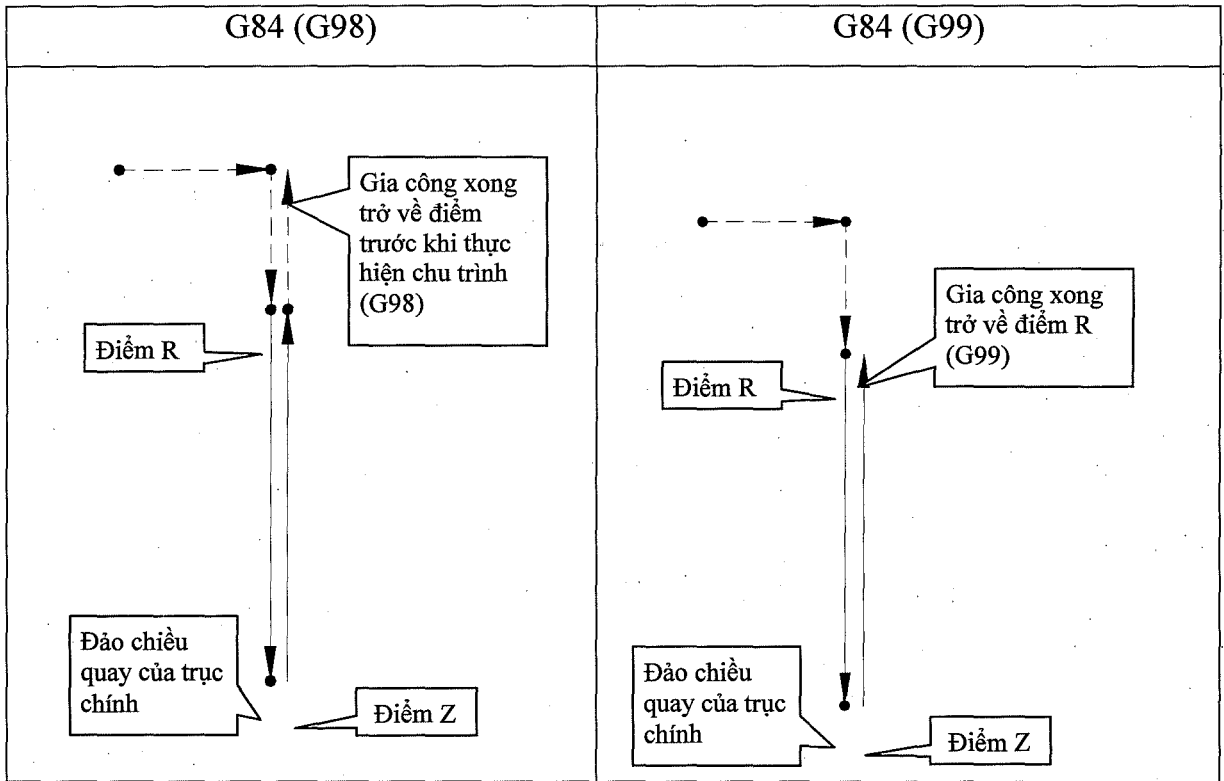 G84 (G98)
G84 (G99)
Gia công xong
trở về điểm
trước khi thực
hiện chu trình
(G98)
Điểm R
Đảo chiều
quay của trục
chính
Điểm Z
Gia công xong
trở về điểm R
(G99)
Điểm R
Đảo chiều
quay của trục
chính
Điểm Z